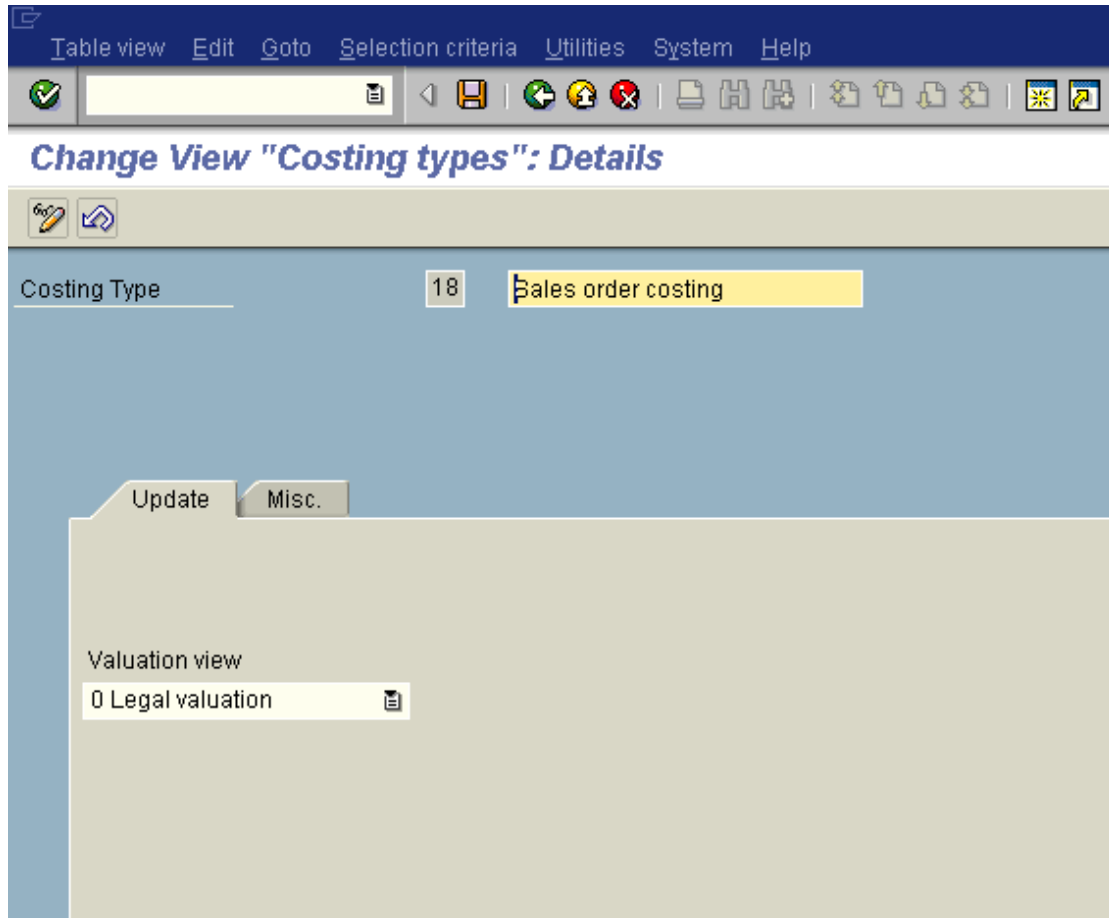 Table view Edit Goto Selection criteria Utilities System Help
Change View "Costing types": Details
Costing Type 18 Sales order costing
Update Misc.
Valuation view
0 Legal valuation